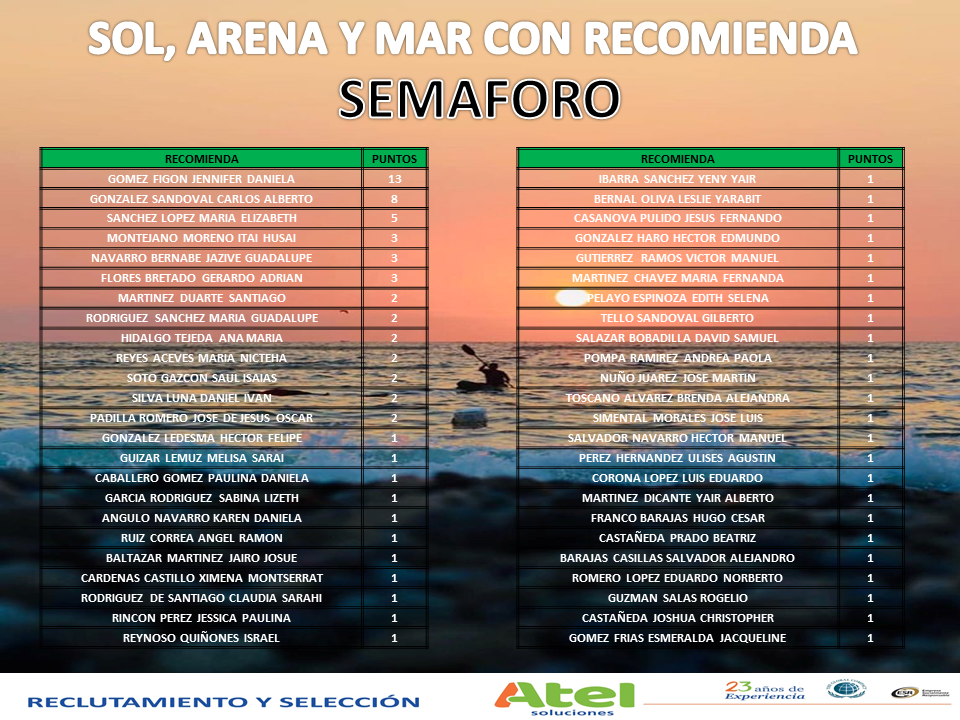 SOL, ARENA Y MAR CON RECOMIENDA
SEMAFORO
RECOMIENDA PUNTOS
GOMEZ FIGON JENNIFER DANIELA 13
GONZALEZ SANDOVAL CARLOS ALBERTO 8
SANCHEZ LOPEZ MARIA ELIZABETH 5
MONTEJANO MORENO ITAI HUSAI 3
NAVARRO BERNABE JAZIVE GUADALUPE 3
FLORES BRETADO GERARDO ADRIAN 3
MARTINEZ DUARTE SANTIAGO 2
RODRIGUEZ SANCHEZ MARIA GUADALUPE 2
HIDALGO TEJEDA ANA MARIA 2
REYES ACEVES MARIA NICTEHA 2
SOTO GAZCON SAUL ISAIAS 2
SILVA LUNA DANIEL IVAN 2
PADILLA ROMERO JOSE DE JESUS OSCAR 2
GONZALEZ LEDESMA HECTOR FELIPE 1
GUIZAR LEMUZ MELISA SARAI 1
CABALLERO GOMEZ PAULINA DANIELA 1
GARCIA RODRIGUEZ SABINA LIZETH 1
ANGULO NAVARRO KAREN DANIELA 1
RUIZ CORREA ANGEL RAMON 1
BALTAZAR MARTINEZ JAIRO JOSUE 1
CARDENAS CASTILLO XIMENA MONTSERRAT 1
RODRIGUEZ DE SANTIAGO CLAUDIA SARAHI 1
RINCON PEREZ JESSICA PAULINA 1
REYNOSO QUIÑONES ISRAEL 1
RECOMIENDA PUNTOS
IBARRA SANCHEZ YENY YAIR 1
BERNAL OLIVA LESLIE YARABIT 1
CASANOVA PULIDO JESUS FERNANDO 1
GONZALEZ HARO HECTOR EDMUNDO 1
GUTIERREZ RAMOS VICTOR MANUEL 1
MARTINEZ CHAVEZ MARIA FERNANDA 1
PELAYO ESPINOZA EDITH SELENA 1
TELLO SANDOVAL GILBERTO 1
SALAZAR BOBADILLA DAVID SAMUEL 1
POMPA RAMIREZ ANDREA PAOLA 1
NUÑO JUAREZ JOSE MARTIN 1
TOSCANO ALVAREZ BRENDA ALEJANDRA 1
SIMENTAL MORALES JOSE LUIS 1
SALVADOR NAVARRO HECTOR MANUEL 1
PEREZ HERNANDEZ ULISES AGUSTIN 1
CORONA LOPEZ LUIS EDUARDO 1
MARTINEZ DICANTE YAIR ALBERTO 1
FRANCO BARAJAS HUGO CESAR 1
CASTAÑEDA PRADO BEATRIZ 1
BARAJAS CASILLAS SALVADOR ALEJANDRO 1
ROMERO LOPEZ EDUARDO NORBERTO 1
GUZMAN SALAS ROGELIO 1
CASTAÑEDA JOSHUA CHRISTOPHER 1
GOMEZ FRIAS ESMERALDA JACQUELINE 1
RECLUTAMIENTO Y SELECCIÓN
Atel
soluciones
23 años de
Experiencia
ESR